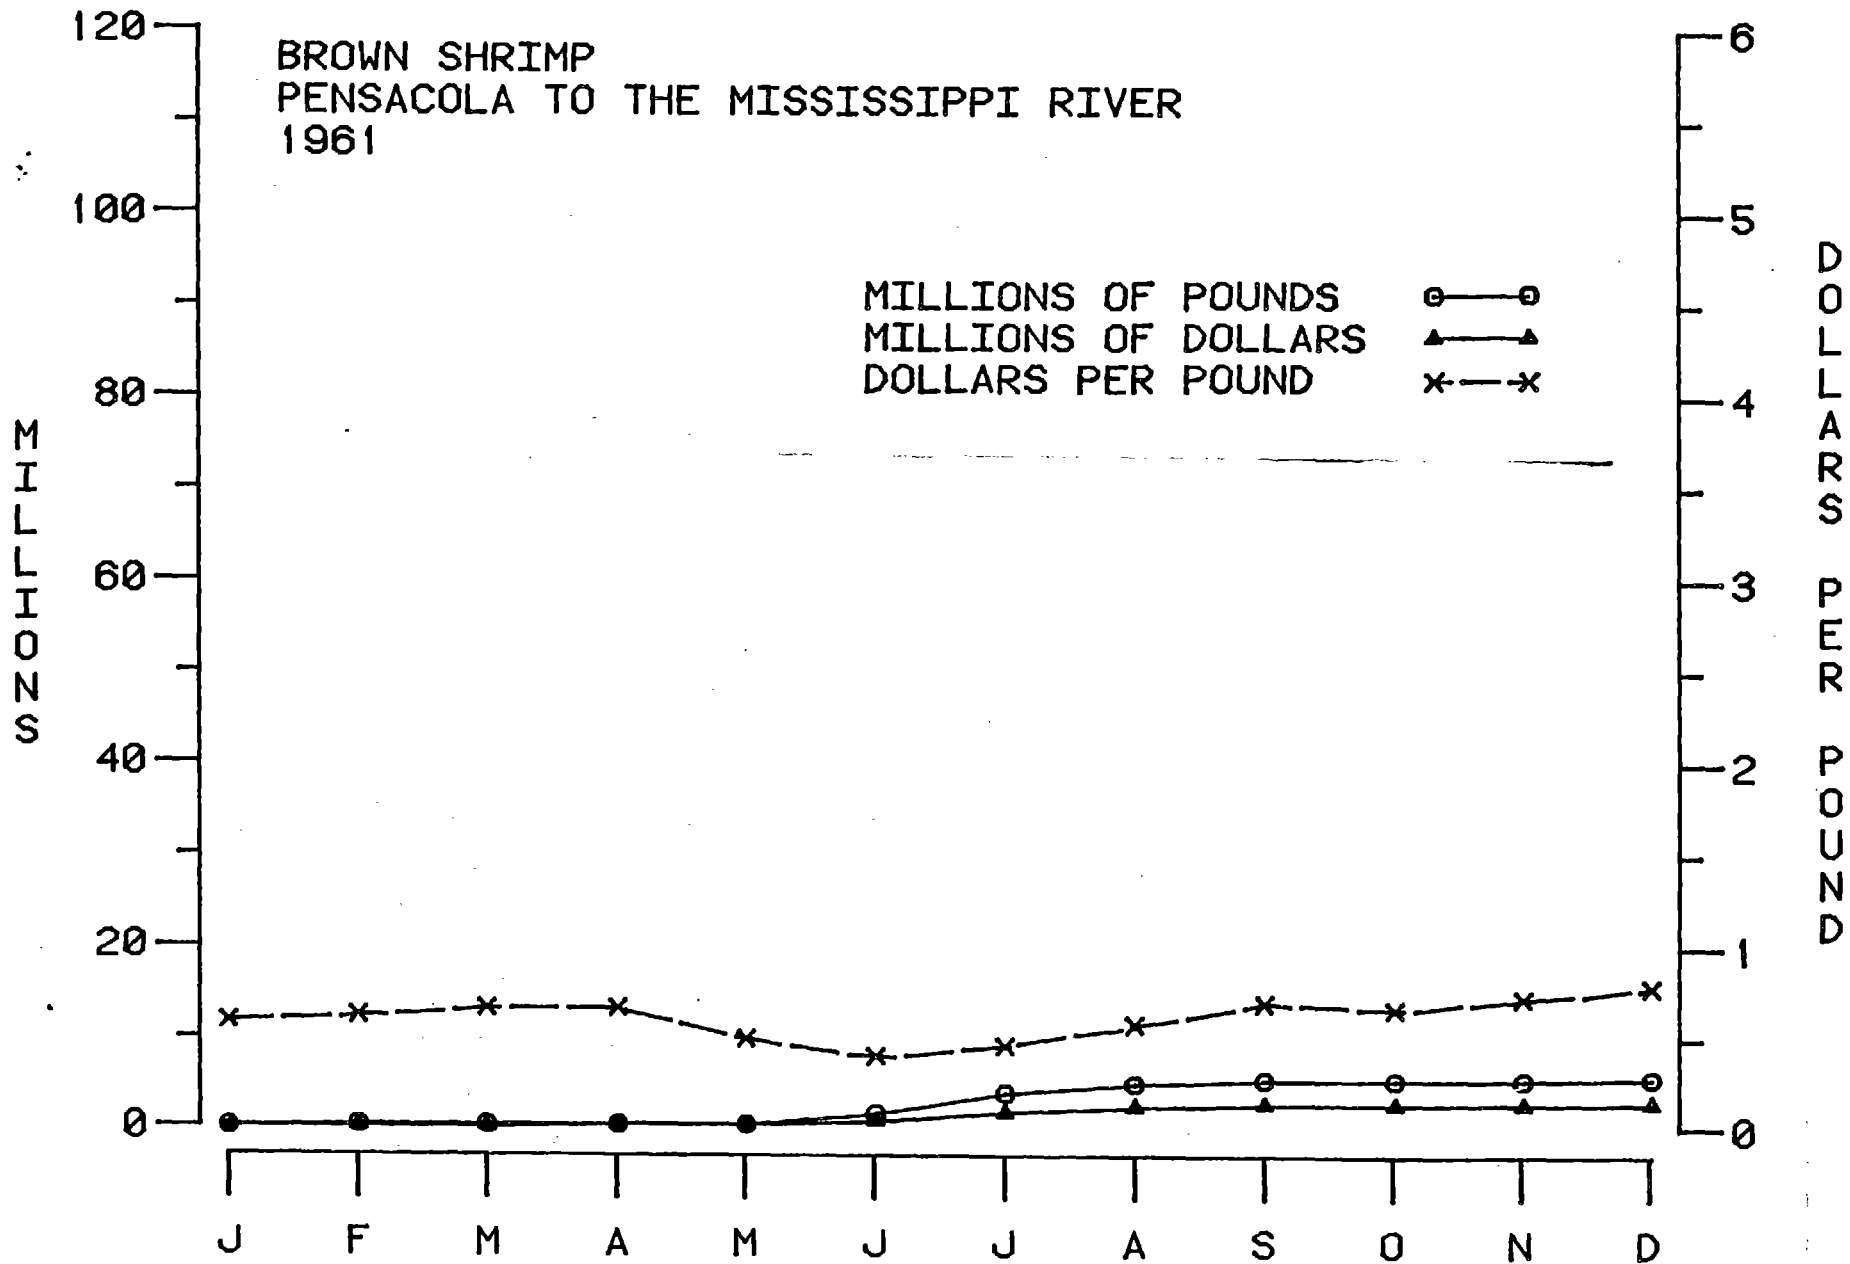 BROWN SHRIMP
PENSACOLA TO THE MISSISSIPPI RIVER
1961
MILLIONS OF POUNDS
MILLIONS OF DOLLARS
DOLLARS PER POUND
MILLIONS
120
100
80
60
40
20
0
6
5
4
3
2
1
0
DOLLARS PER POUND
J F M A M J J A S O N D